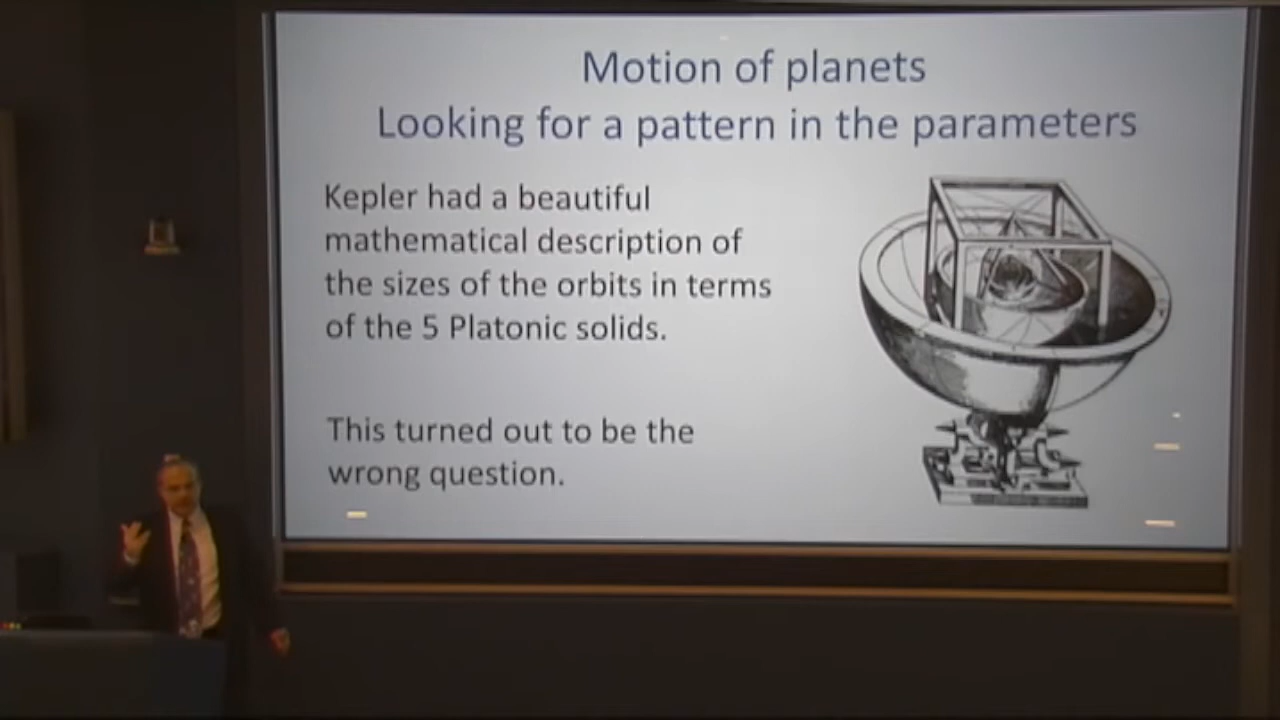 Motion of planets
Looking for a pattern in the parameters
Kepler had a beautiful
mathematical description of
the sizes of the orbits in terms
of the 5 Platonic solids.
This turned out to be the
wrong question.